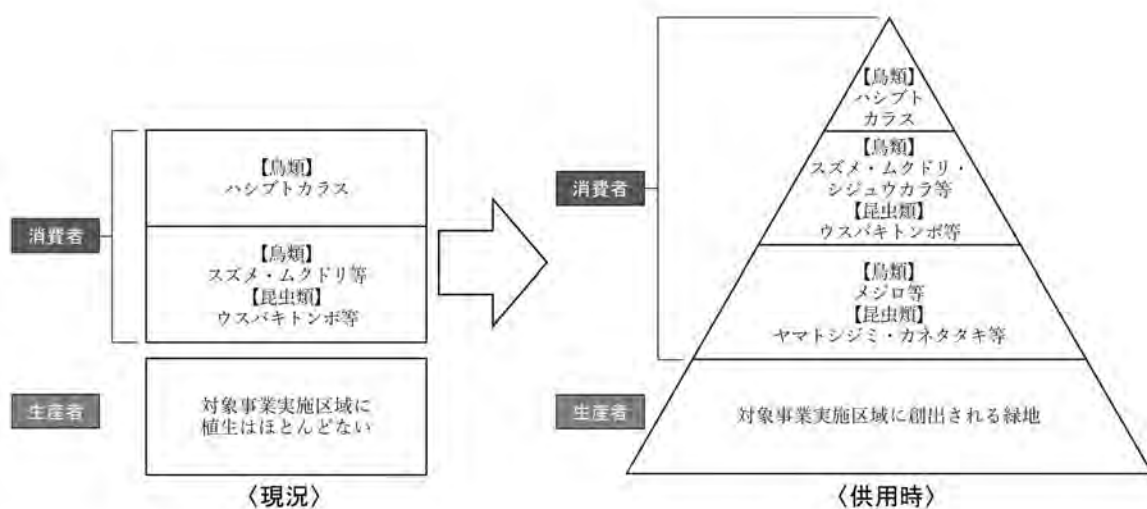 消費者
【鳥類】
ハシブトカラス
【鳥類】
スズメ・ムクドリ等
【昆虫類】
ウスバキトンボ等
生産者
対象事業実施区域に
植生はほとんどない
〈現況〉
消費者
【鳥類】
ハシブト
カラス
【鳥類】
スズメ・ムクドリ・
シジュウカラ等
【昆虫類】
ウスバキトンボ等
【鳥類】
メジロ等
【昆虫類】
ヤマトシジミ・カネタタキ等
生産者
対象事業実施区域に創出される緑地
〈供用時〉